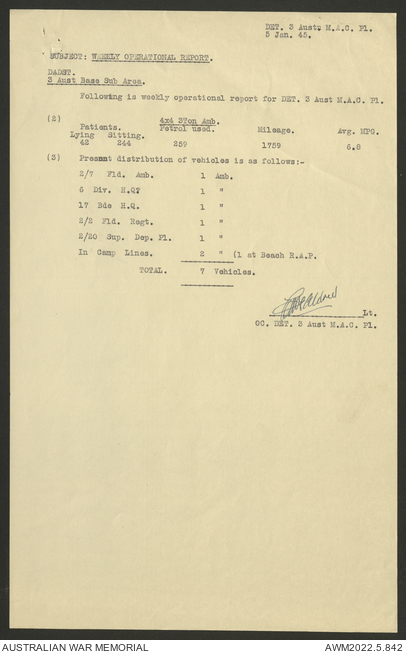 DET. 3 Aust. M.A.C. Pl.
5 Jan. 45.
SUBJECT: WEEKLY OPERATIONAL REPORT.
DADST.
3 Aust Base Sub Area.
Following is weekly operational report for DET. 3 Aust M.A.C. Pl.
(2) 4x4 3Ton Amb.
Patients. Petrol used. Mileage. Avg. MPG.
Lying Sitting.
42 244 259 1759 6.8
(3) Present distribution of vehicles is as follows:-
2/7 Fld. Amb. 1 Amb.
6 Div. H.Q? 1 "
17 Bde H.Q. 1 "
2/2 Fld. Regt. 1 "
2/20 Sup. Dep. Pl. 1 "
In Camp Lines. 2 " (1 at Beach R.A.P.
TOTAL. 7 Vehicles.
Lt.
OC. DET. 3 Aust M.A.C. Pl.
AUSTRALIAN WAR MEMORIAL AWM2022.5.842